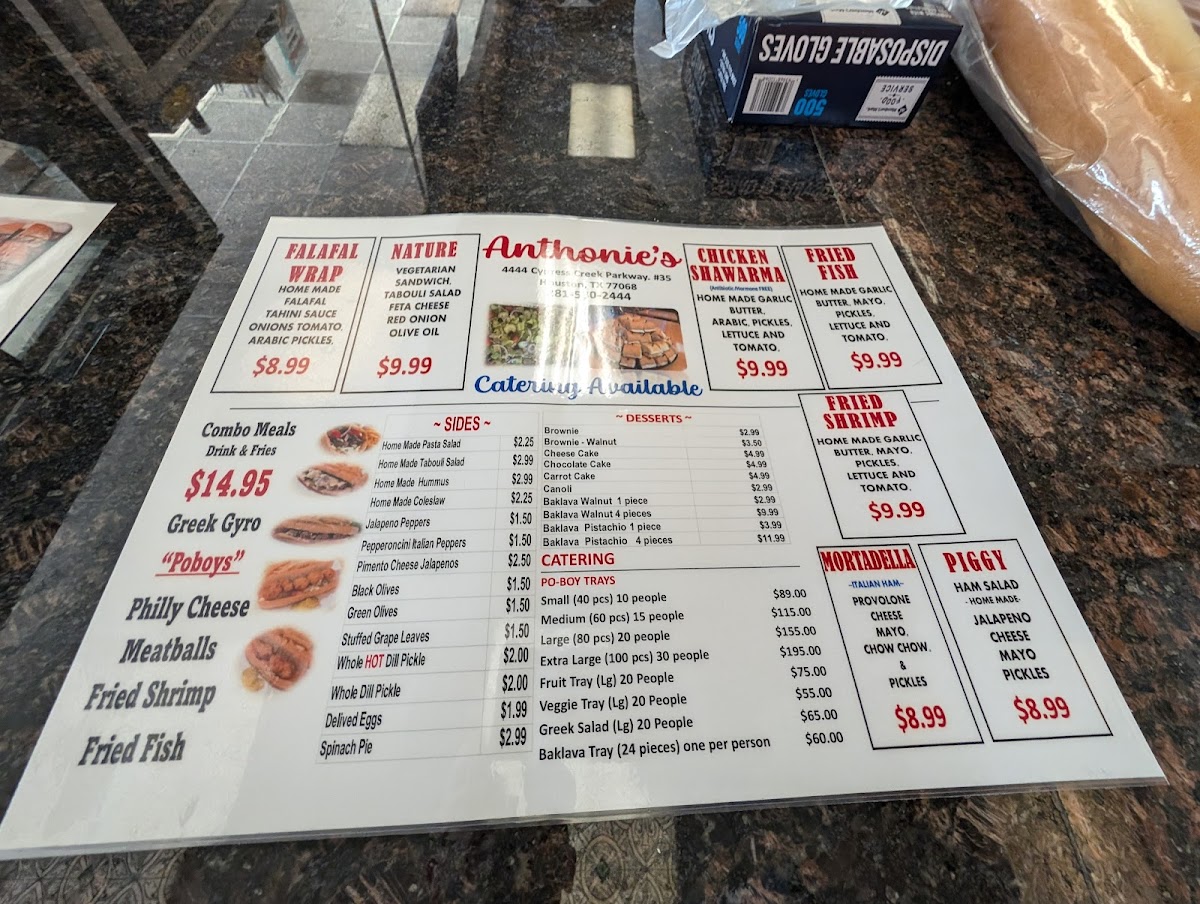 DISPOSABLE GLOVES
500
GLOVES
FOOD
SERVICE
FALAFAL
WRAP
HOME MADE
FALAFAL
TAHINI SAUCE
ONIONS TOMATO,
ARABIC PICKLES,
$8.99
NATURE
VEGETARIAN
SANDWICH,
TABOULI SALAD
FETA CHEESE
RED ONION
OLIVE OIL
$9.99
Anthonie's
4444 Cypress Creek Parkway. #35
Houston, TX 77068
Catering Available
CHICKEN
SHAWARMA
(Antibiotic/Hormone FREE)
HOME MADE GARLIC
BUTTER,
ARABIC, PICKLES,
LETTUCE AND
TOMATO,
$9.99
FRIED
FISH
HOME MADE GARLIC
BUTTER, MAYO,
PICKLES,
LETTUCE AND
TOMATO,
$9.99
FRIED
SHRIMP
HOME MADE GARLIC
BUTTER, MAYO,
PICKLES,
LETTUCE AND
TOMATO,
$9.99
Combo Meals
Drink & Fries
$14.95
Greek Gyro
"Poboys"
Philly Cheese
Meatballs
Fried Shrimp
Fried Fish
~ SIDES ~
Home Made Pasta Salad $2.25
Home Made Tabouli Salad $2.99
Home Made Hummus $2.99
Home Made Coleslaw $2.25
Jalapeno Peppers $1.50
Pepperoncini Italian Peppers $1.50
Pimento Cheese Jalapenos $2.50
Black Olives $1.50
Green Olives $1.50
Stuffed Grape Leaves $1.50
Whole HOT Dill Pickle $2.00
Whole Dill Pickle $2.00
Delived Eggs $1.99
Spinach Pie $2.99
~ DESSERTS ~
Brownie $2.99
Brownie - Walnut $3.50
Cheese Cake $4.99
Chocolate Cake $4.99
Carrot Cake $4.99
Canoli $2.99
Baklava Walnut 1 piece $2.99
Baklava Walnut 4 pieces $9.99
Baklava Pistachio 1 piece $3.99
Baklava Pistachio 4 pieces $11.99
CATERING
PO-BOY TRAYS
Small (40 pcs) 10 people $89.00
Medium (60 pcs) 15 people $115.00
Large (80 pcs) 20 people $155.00
Extra Large (100 pcs) 30 people $195.00
Fruit Tray (Lg) 20 People $75.00
Veggie Tray (Lg) 20 People $55.00
Greek Salad (Lg) 20 People $65.00
Baklava Tray (24 pieces) one per person $60.00
MORTADELLA
-ITALIAN HAM-
PROVOLONE
CHEESE
MAYO,
CHOW CHOW,
&
PICKLES
$8.99
PIGGY
HAM SALAD
- HOME MADE-
JALAPENO
CHEESE
MAYO
PICKLES
$8.99